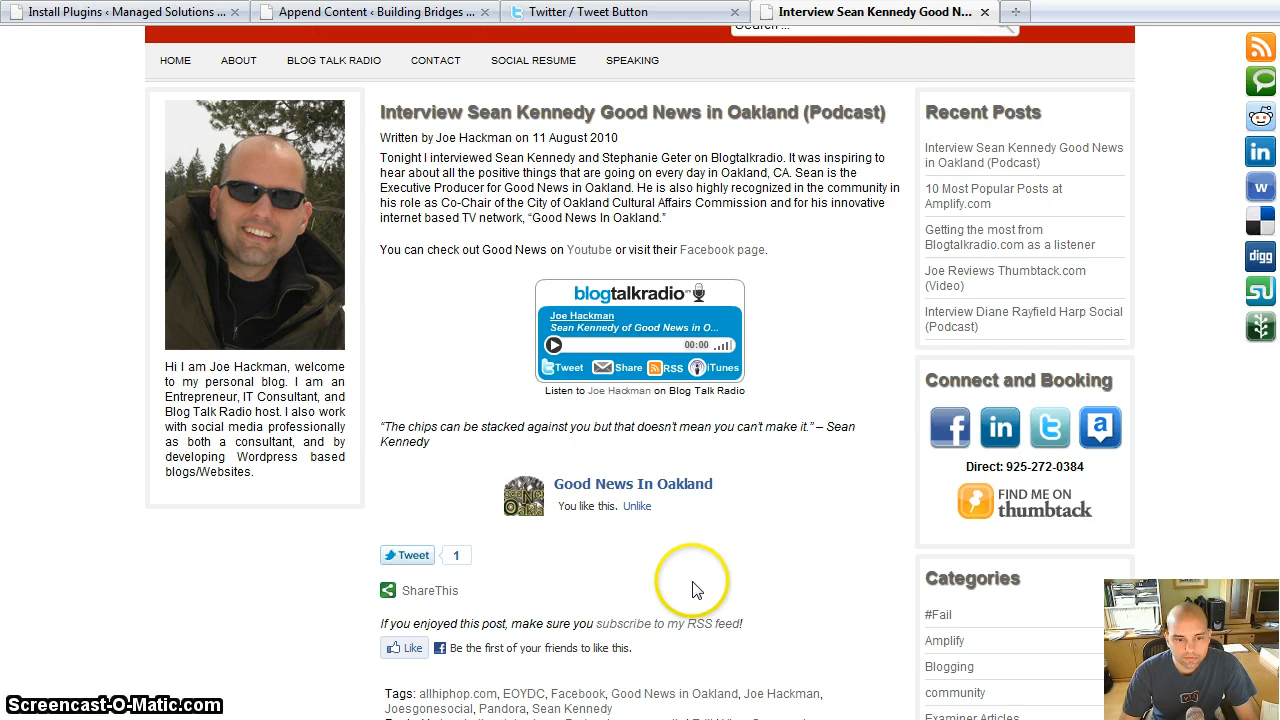 Install Plugins ‹ Managed Solutions ...
Append Content ‹ Building Bridges ...
Twitter / Tweet Button
Interview Sean Kennedy Good N...
Search ...
HOME
ABOUT
BLOG TALK RADIO
CONTACT
SOCIAL RESUME
SPEAKING
Hi I am Joe Hackman, welcome
to my personal blog. I am an
Entrepreneur, IT Consultant, and
Blog Talk Radio host. I also work
with social media professionally
as both a consultant, and by
developing Wordpress based
blogs/Websites.
Interview Sean Kennedy Good News in Oakland (Podcast)
Written by Joe Hackman on 11 August 2010
Tonight I interviewed Sean Kennedy and Stephanie Geter on Blogtalkradio. It was inspiring to
hear about all the positive things that are going on every day in Oakland, CA. Sean is the
Executive Producer for Good News in Oakland. He is also highly recognized in the community in
his role as Co-Chair of the City of Oakland Cultural Affairs Commission and for his innovative
internet based TV network, “Good News In Oakland.”
You can check out Good News on Youtube or visit their Facebook page.
blogtalkradio
Joe Hackman
Sean Kennedy of Good News in O...
00:00
Tweet Share RSS iTunes
Listen to Joe Hackman on Blog Talk Radio
“The chips can be stacked against you but that doesn’t mean you can’t make it.” – Sean
Kennedy
Good News In Oakland
You like this. Unlike
Tweet 1
ShareThis
If you enjoyed this post, make sure you subscribe to my RSS feed!
Like Be the first of your friends to like this.
Tags: allhiphop.com, EOYDC, Facebook, Good News in Oakland, Joe Hackman,
Joesgonesocial, Pandora, Sean Kennedy
Recent Posts
Interview Sean Kennedy Good News
in Oakland (Podcast)
10 Most Popular Posts at
Amplify.com
Getting the most from
Blogtalkradio.com as a listener
Joe Reviews Thumbtack.com
(Video)
Interview Diane Rayfield Harp Social
(Podcast)
Connect and Booking
f
in
t
a
Direct: 925-272-0384
FIND ME ON
thumbtack
Categories
#Fail
Amplify
Blogging
community
Examiner Articles
in
w
digg
Screencast-O-Matic.com